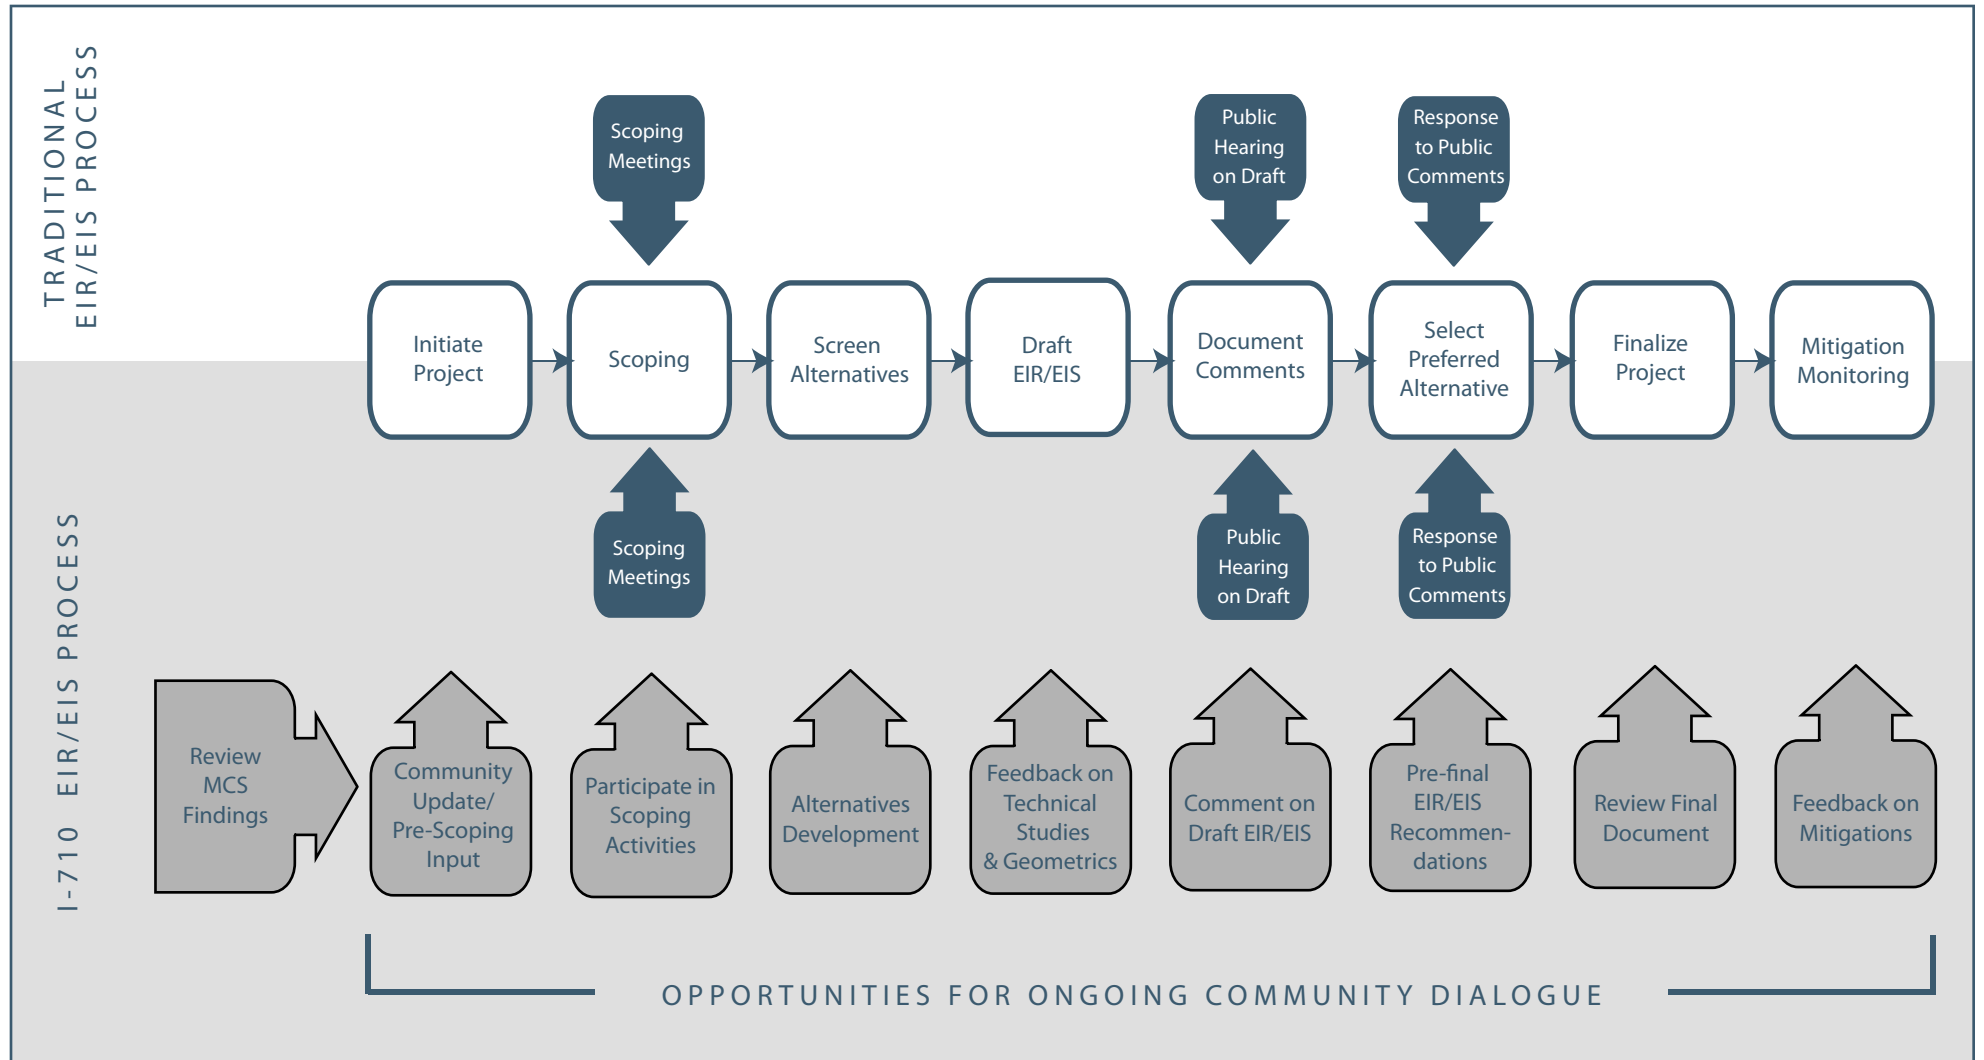 TRADITIONAL
EIR/EIS PROCESS
Scoping
Meetings
Public
Hearing
on Draft
Response
to Public
Comments
Initiate
Project
Scoping
Screen
Alternatives
Draft
EIR/EIS
Document
Comments
Select
Preferred
Alternative
Finalize
Project
Mitigation
Monitoring
I-710 EIR/EIS PROCESS
Scoping
Meetings
Public
Hearing
on Draft
Response
to Public
Comments
Review
MCS
Findings
Community
Update/
Pre-Scoping
Input
Participate in
Scoping
Activities
Alternatives
Development
Feedback on
Technical
Studies
& Geometrics
Comment on
Draft EIR/EIS
Pre-final
EIR/EIS
Recommen-
dations
Review Final
Document
Feedback on
Mitigations
OPPORTUNITIES FOR ONGOING COMMUNITY DIALOGUE